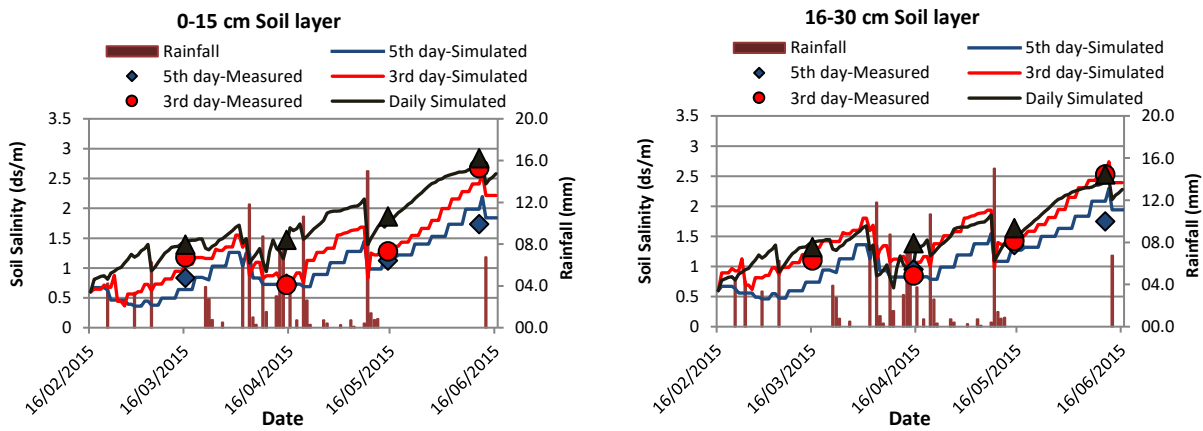 0-15 cm Soil layer
Rainfall
5th day-Simulated
5th day-Measured
3rd day-Simulated
3rd day-Measured
Daily Simulated
Soil Salinity (ds/m)
3.5
3
2.5
2
1.5
1
0.5
0
20.0
16.0
12.0
08.0
04.0
00.0
Rainfall (mm)
16/02/2015
16/03/2015
16/04/2015
16/05/2015
16/06/2015
Date
16-30 cm Soil layer
Rainfall
5th day-Simulated
5th day-Measured
3rd day-Simulated
3rd day-Measured
Daily Simulated
Soil Salinity (ds/m)
3.5
3
2.5
2
1.5
1
0.5
0
20.0
16.0
12.0
08.0
04.0
00.0
Rainfall (mm)
16/02/2015
16/03/2015
16/04/2015
16/05/2015
16/06/2015
Date